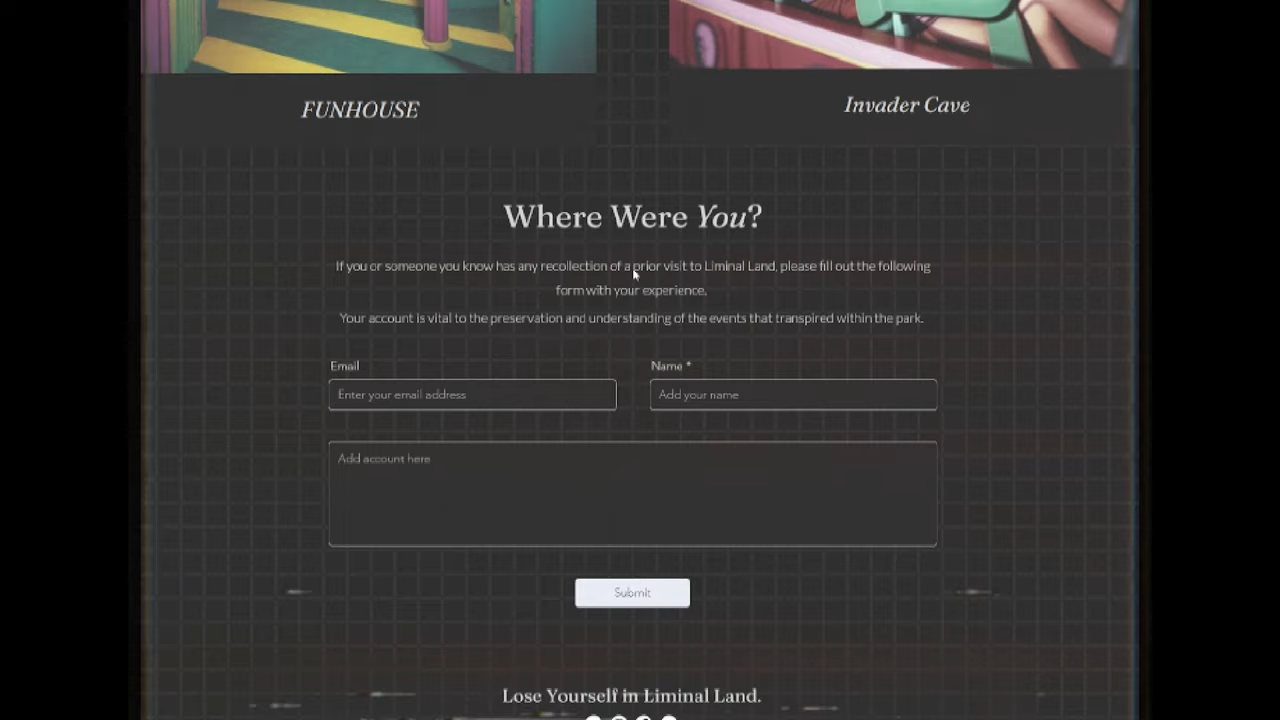 FUNHOUSE
Invader Cave
Where Were You?
If you or someone you know has any recollection of a prior visit to Liminal Land, please fill out the following
form with your experience.
Your account is vital to the preservation and understanding of the events that transpired within the park.
Email
Name *
Enter your email address
Add your name
Add account here
Submit
Lose Yourself in Liminal Land.